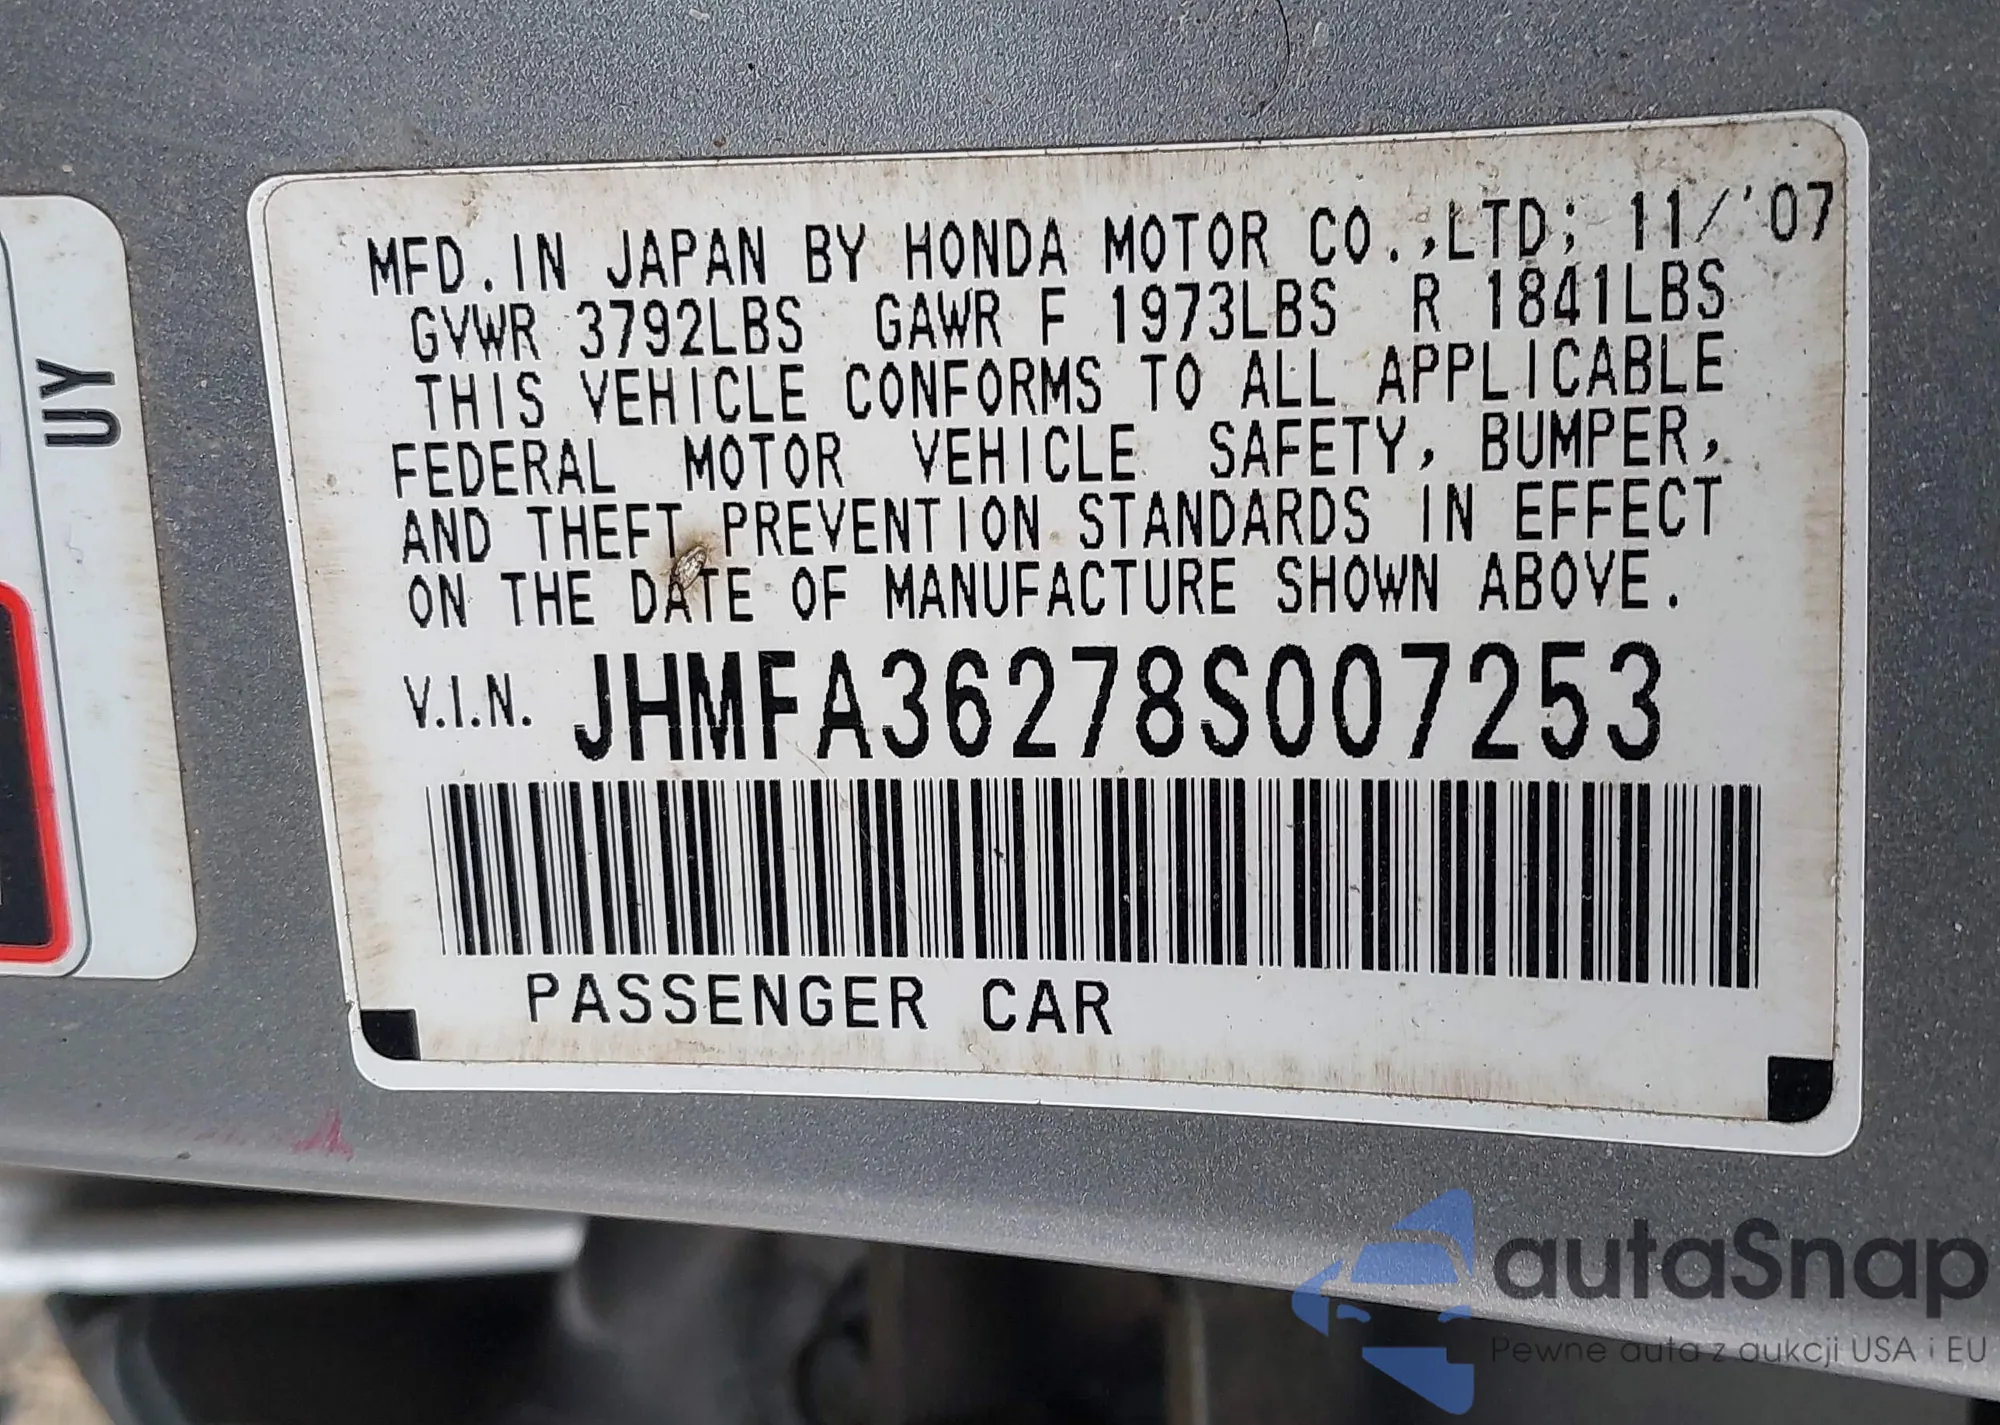 MFD. IN JAPAN BY HONDA MOTOR CO.,LTD; 11/'07
GVWR 3792LBS GAWR F 1973LBS R 1841LBS
THIS VEHICLE CONFORMS TO ALL APPLICABLE
FEDERAL MOTOR VEHICLE SAFETY, BUMPER,
AND THEFT PREVENTION STANDARDS IN EFFECT
ON THE DATE OF MANUFACTURE SHOWN ABOVE.
V.I.N. JHMFA36278S007253
PASSENGER CAR
UY
autaSnap
Pewne auta z aukcji USA i EU